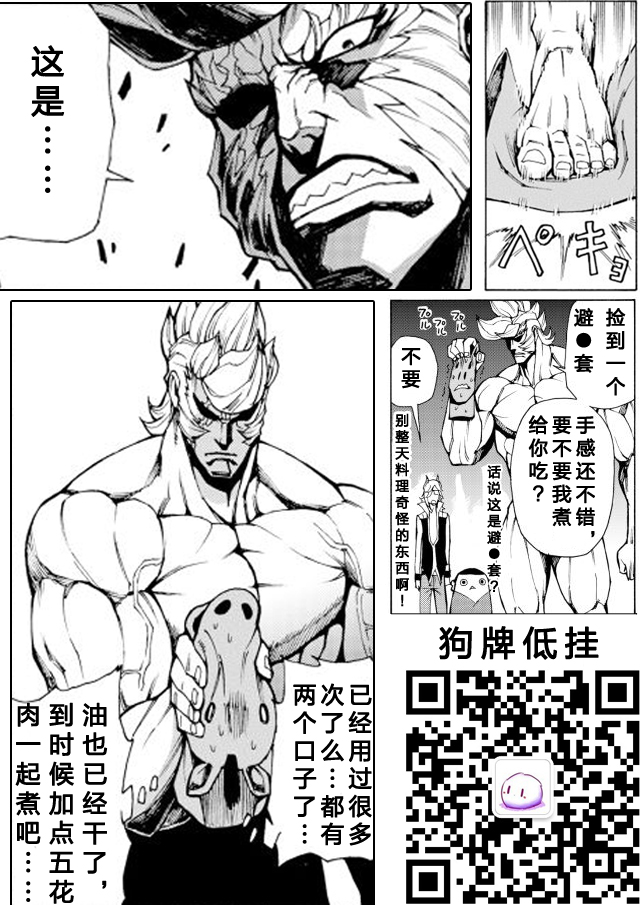 ペキョ
这是……
捡到一个
避●套
手感还不错，
要不要我煮
给你吃？
プル
プル
プル
话说这是避●套？
不要
别整天料理奇怪的东西啊！
已经用过很多
次了么…都有
两个口子了…
油也已经干了，
到时候加点五花
肉一起煮吧……
狗牌低挂